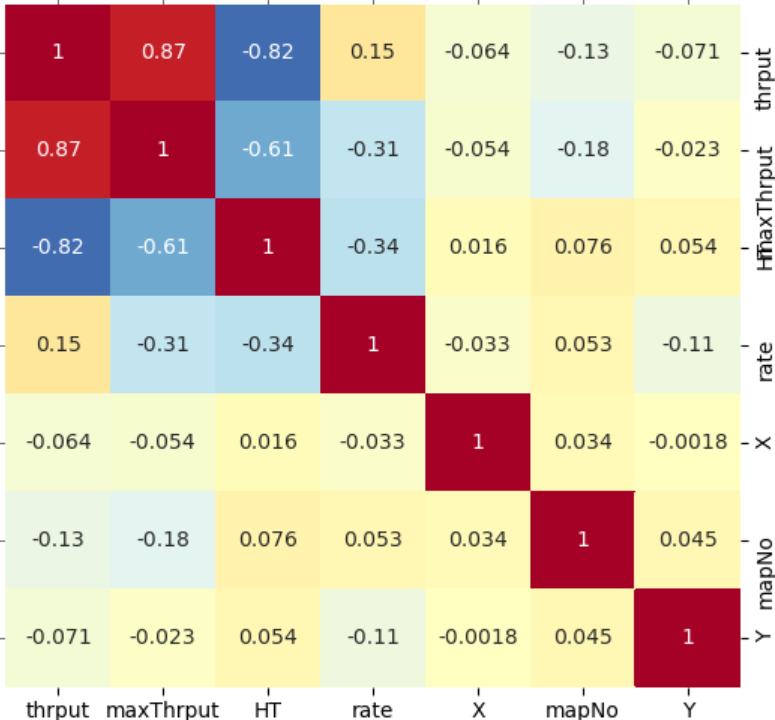 1 0.87 -0.82 0.15 -0.064 -0.13 -0.071 thrput
0.87 1 -0.61 -0.31 -0.054 -0.18 -0.023 maxThrput
-0.82 -0.61 1 -0.34 0.016 0.076 0.054 HT
0.15 -0.31 -0.34 1 -0.033 0.053 -0.11 rate
-0.064 -0.054 0.016 -0.033 1 0.034 -0.0018 X
-0.13 -0.18 0.076 0.053 0.034 1 0.045 mapNo
-0.071 -0.023 0.054 -0.11 -0.0018 0.045 1 Y
thrput maxThrput HT rate X mapNo Y